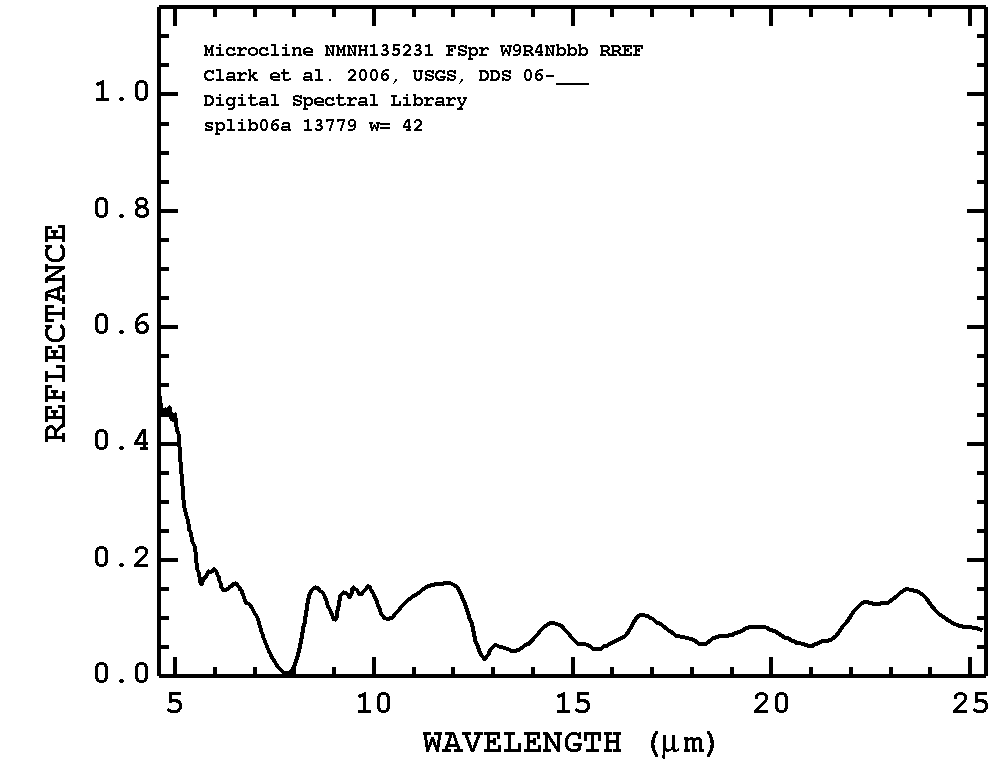 Microcline NMNH135231 FSpr W9R4Nbbb RREF
Clark et al. 2006, USGS, DDS 06-___
Digital Spectral Library
splib06a 13779 w= 42
REFLECTANCE
1.0
0.8
0.6
0.4
0.2
0.0
5 10 15 20 25
WAVELENGTH (μm)